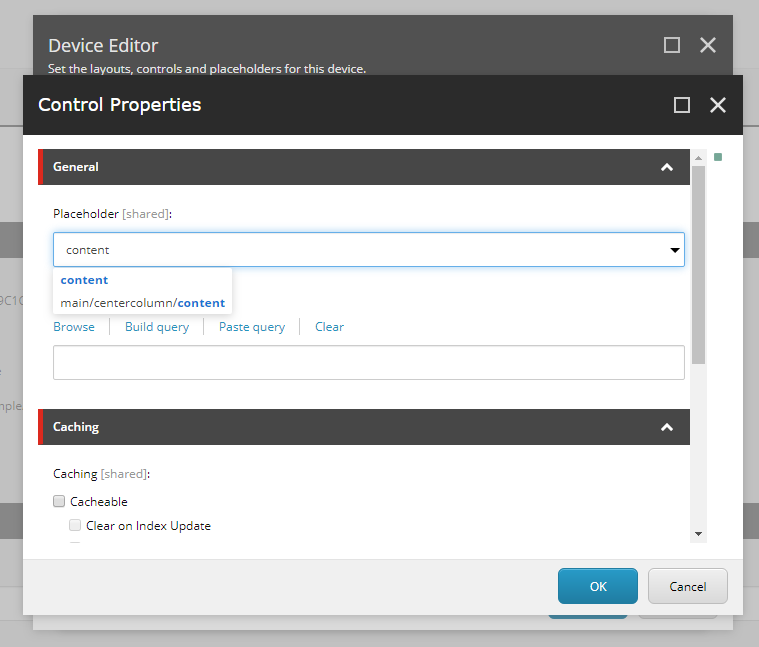 Device Editor
Set the layouts, controls and placeholders for this device.
Control Properties
General
Placeholder [shared]:
content
content
main/centercolumn/content
Browse
Build query
Paste query
Clear
Caching
Caching [shared]:
Cacheable
Clear on Index Update
OK
Cancel